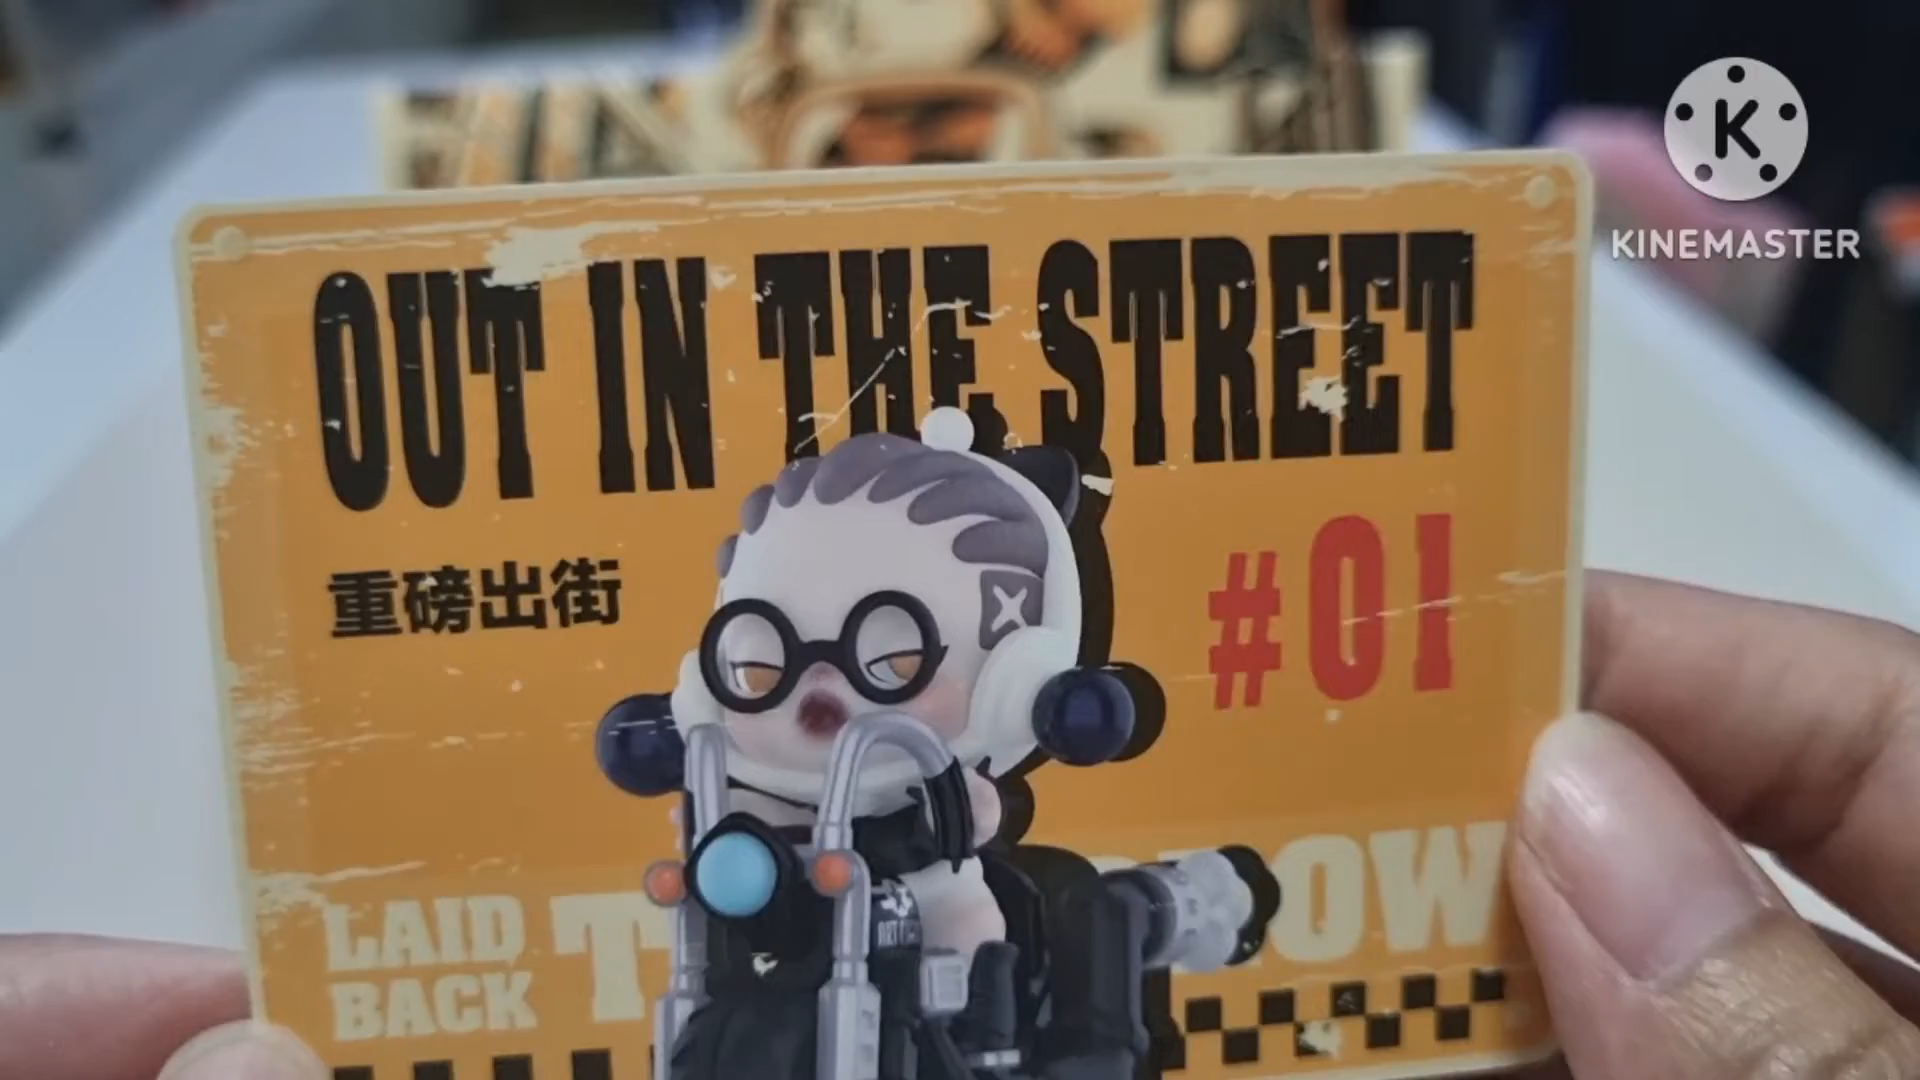 K
KINEMASTER
OUT IN THE STREET
重磅出街
#01
LAID
BACK